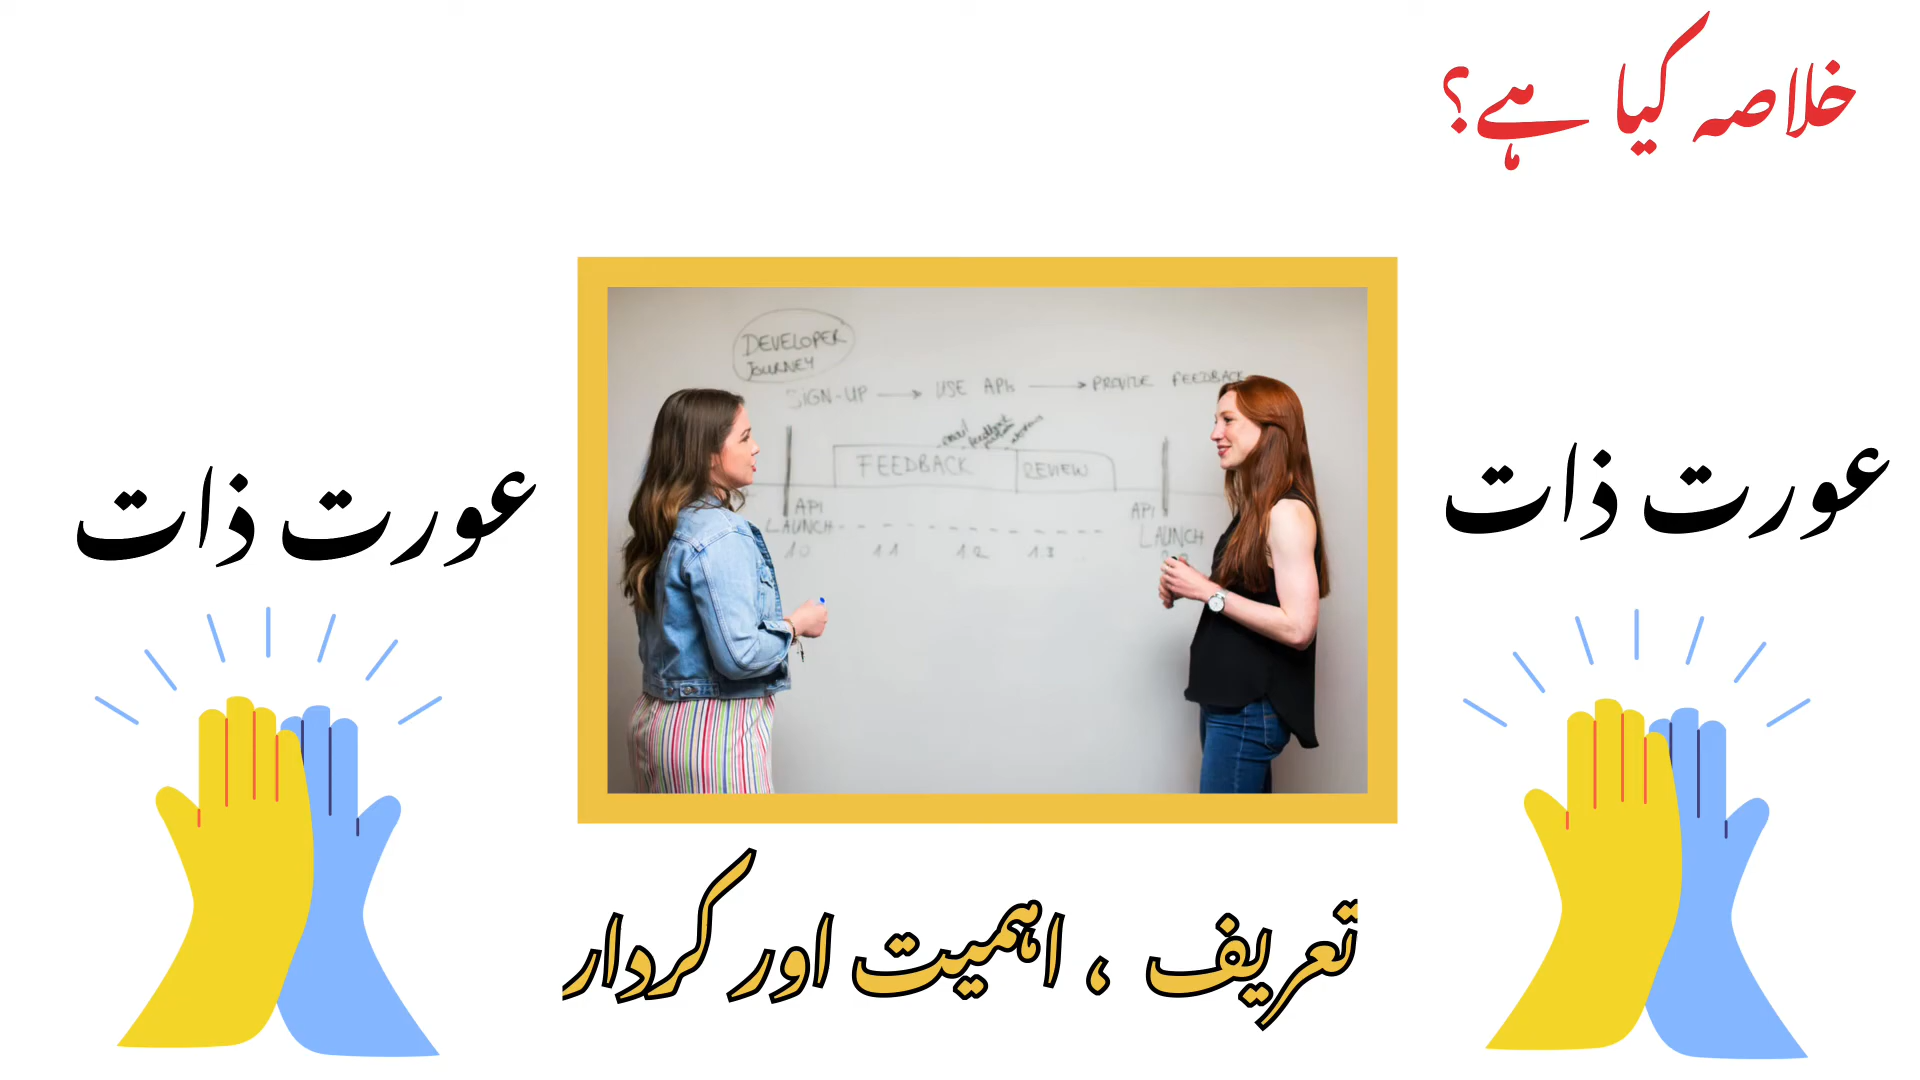 خلاصہ کیا ہے؟
DEVELOPER
JOURNEY
SIGN-UP → USE APIs → PROVIDE FEEDBACK
feedback
FEEDBACK REVIEW
API
LAUNCH
1.0 1.1 1.2 1.3
API
LAUNCH
عورت ذات
عورت ذات
تعریف ، اہمیت اور کردار